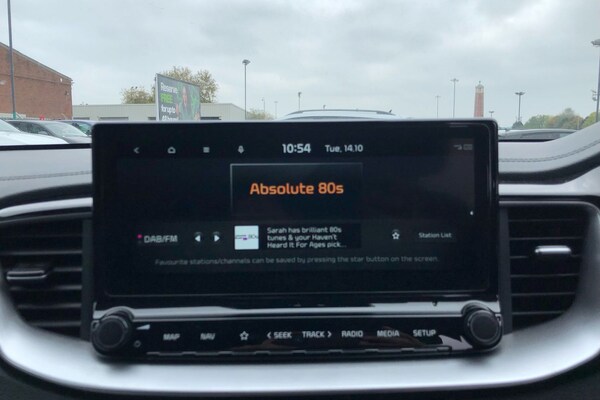 10:54 Tue, 14.10
Absolute 80s
DAB/FM
Sarah has brilliant 80s
tunes & your Haven't
Heard It For Ages pick...
Station List
Favourite stations/channels can be saved by pressing the star button on the screen.
MAP NAV SEEK TRACK RADIO MEDIA SETUP